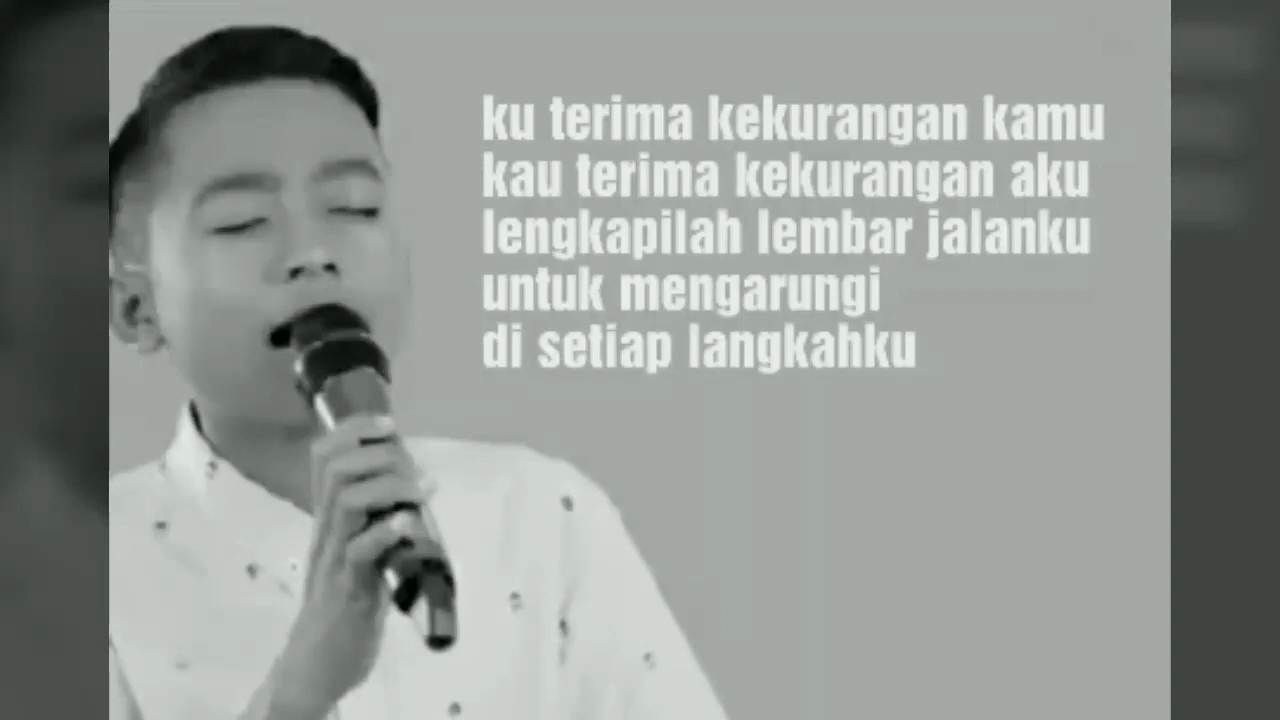 ku terima kekurangan kamu
kau terima kekurangan aku
lengkapilah lembar jalanku
untuk mengarungi
di setiap langkahku